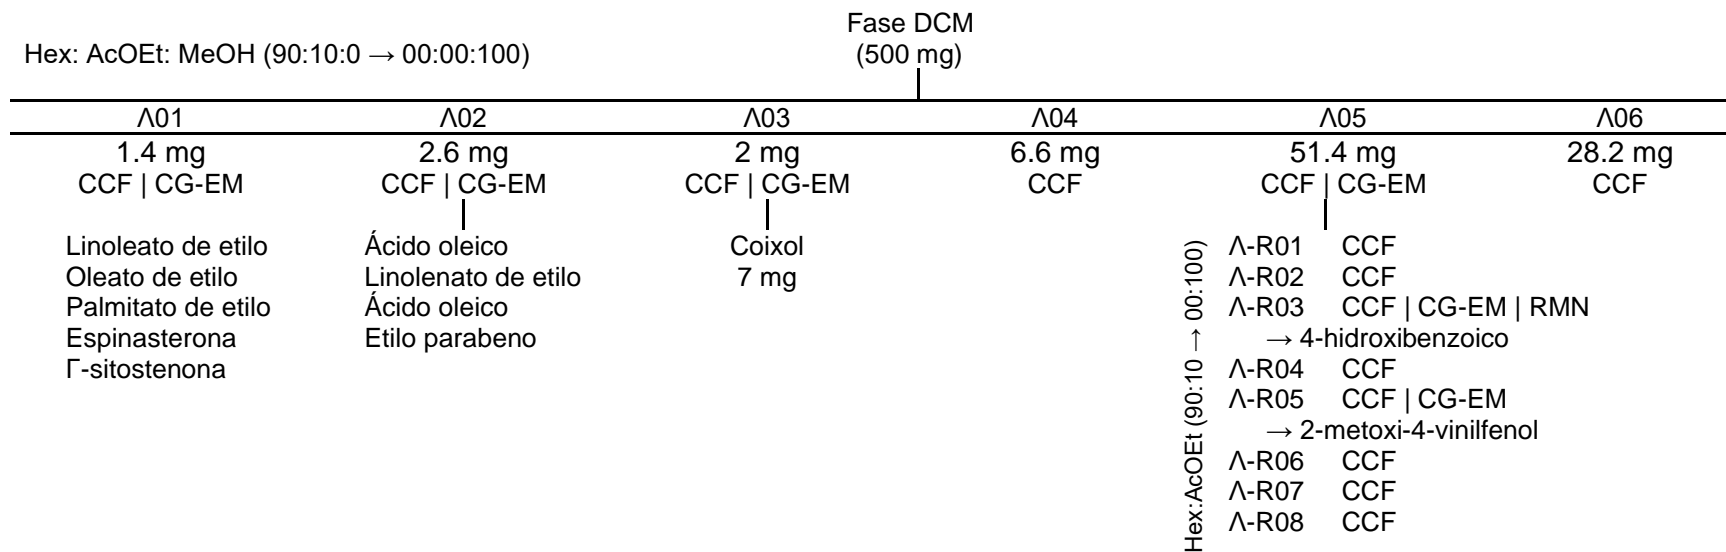 Fase DCM
Hex: AcOEt: MeOH (90:10:0 → 00:00:100) (500 mg)
Λ01 Λ02 Λ03 Λ04 Λ05 Λ06
1.4 mg 2.6 mg 2 mg 6.6 mg 51.4 mg 28.2 mg
CCF | CG-EM CCF | CG-EM CCF | CG-EM CCF CCF | CG-EM CCF
Linoleato de etilo
Oleato de etilo
Palmitato de etilo
Espinasterona
Γ-sitostenona
Ácido oleico
Linolenato de etilo
Ácido oleico
Etilo parabeno
Coixol
7 mg
Hex:AcOEt (90:10 → 00:100)
Λ-R01 CCF
Λ-R02 CCF
Λ-R03 CCF | CG-EM | RMN
→ 4-hidroxibenzoico
Λ-R04 CCF
Λ-R05 CCF | CG-EM
→ 2-metoxi-4-vinilfenol
Λ-R06 CCF
Λ-R07 CCF
Λ-R08 CCF